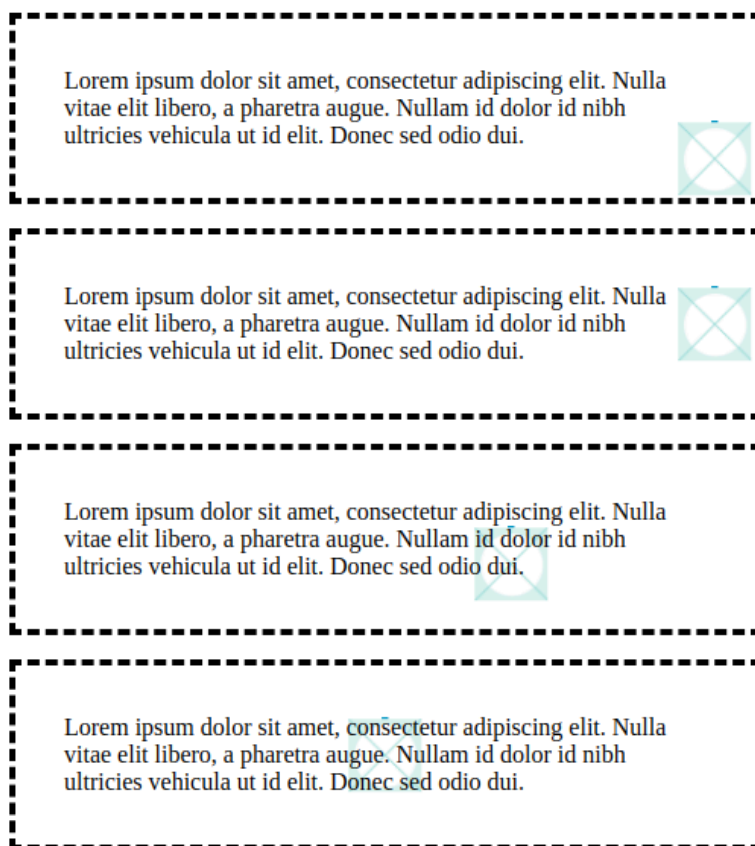 Lorem ipsum dolor sit amet, consectetur adipiscing elit. Nulla
vitae elit libero, a pharetra augue. Nullam id dolor id nibh
ultricies vehicula ut id elit. Donec sed odio dui.
Lorem ipsum dolor sit amet, consectetur adipiscing elit. Nulla
vitae elit libero, a pharetra augue. Nullam id dolor id nibh
ultricies vehicula ut id elit. Donec sed odio dui.
Lorem ipsum dolor sit amet, consectetur adipiscing elit. Nulla
vitae elit libero, a pharetra augue. Nullam id dolor id nibh
ultricies vehicula ut id elit. Donec sed odio dui.
Lorem ipsum dolor sit amet, consectetur adipiscing elit. Nulla
vitae elit libero, a pharetra augue. Nullam id dolor id nibh
ultricies vehicula ut id elit. Donec sed odio dui.